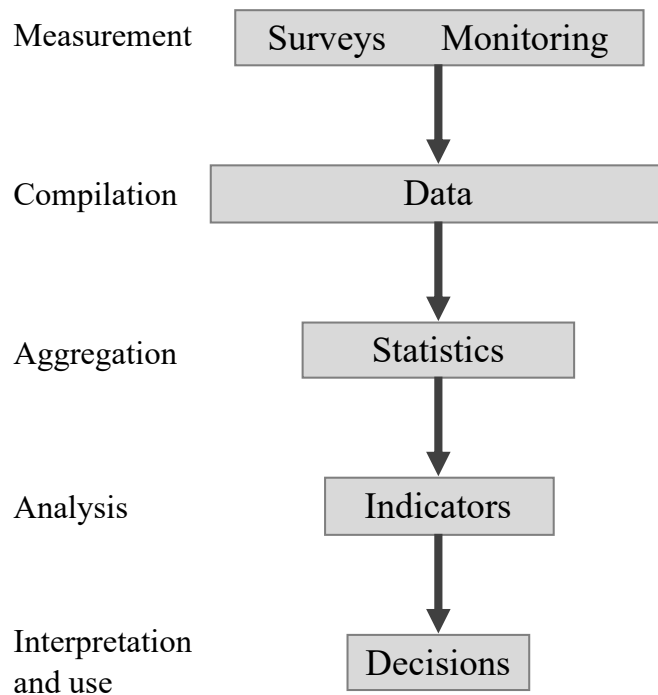 Measurement Surveys Monitoring
Compilation Data
Aggregation Statistics
Analysis Indicators
Interpretation
and use Decisions